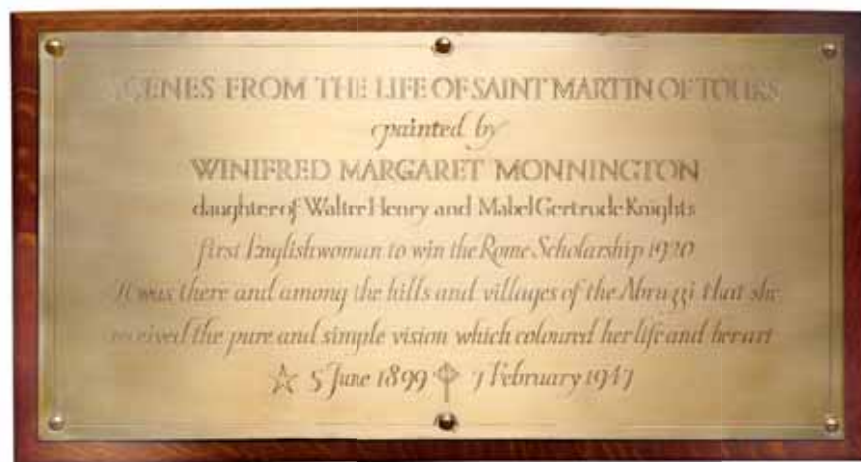 SCENES FROM THE LIFE OF SAINT MARTIN OF TOURS
painted by
WINIFRED MARGARET MONNINGTON
daughter of Walter Henry and Mabel Gertrude Knights
first Englishwoman to win the Rome Scholarship 1920
It was there and among the hills and villages of the Abruzzi that she
received the pure and simple vision which coloured her life and her art
5 June 1899 7 February 1947